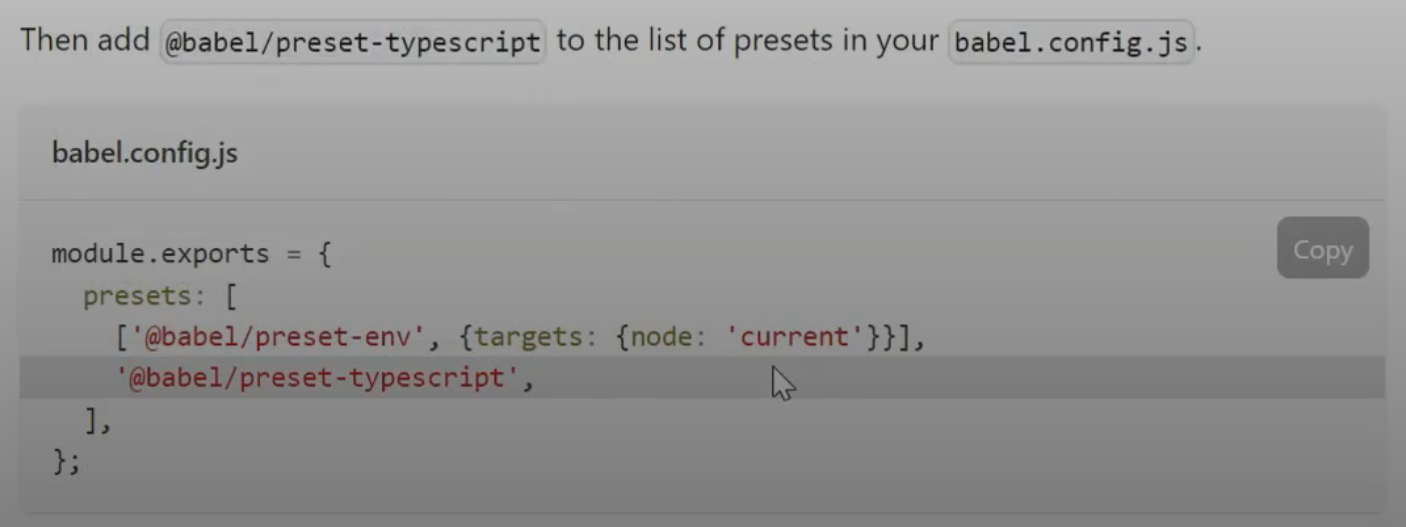 Then add @babel/preset-typescript to the list of presets in your babel.config.js.
babel.config.js
Copy
module.exports = {
  presets: [
    ['@babel/preset-env', {targets: {node: 'current'}}],
    '@babel/preset-typescript',
  ],
};